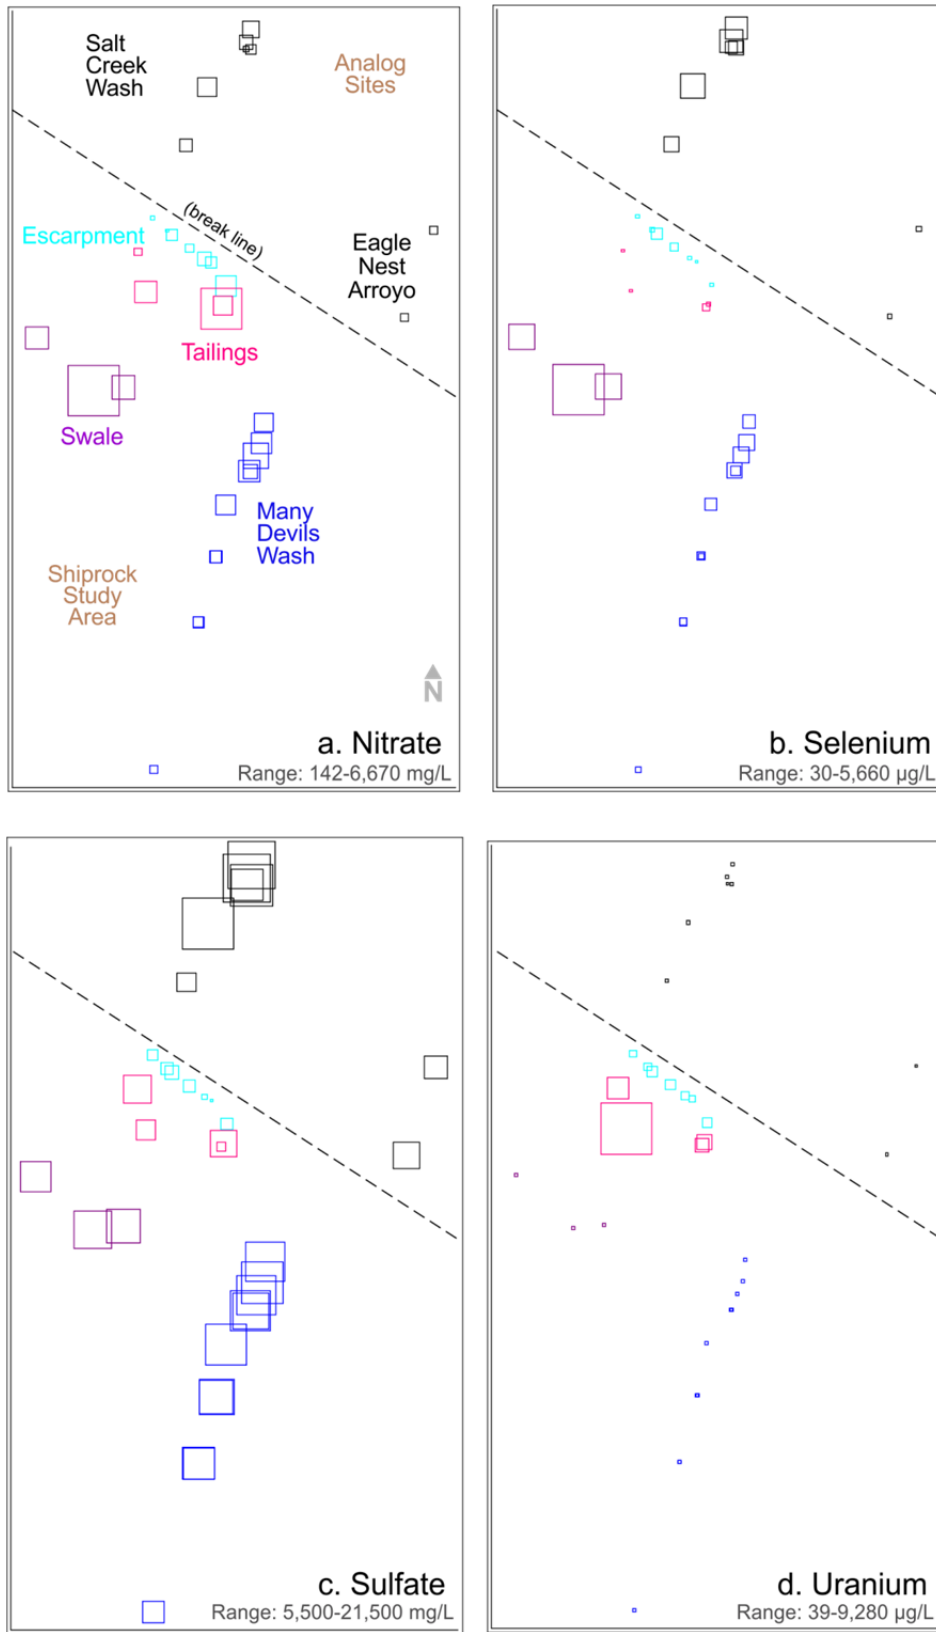 Salt
Creek
Wash
Analog
Sites
(break line)
Escarpment
Eagle
Nest
Arroyo
Tailings
Swale
Many
Devils
Wash
Shiprock
Study
Area
N
a. Nitrate
Range: 142-6,670 mg/L
b. Selenium
Range: 30-5,660 µg/L
c. Sulfate
Range: 5,500-21,500 mg/L
d. Uranium
Range: 39-9,280 µg/L